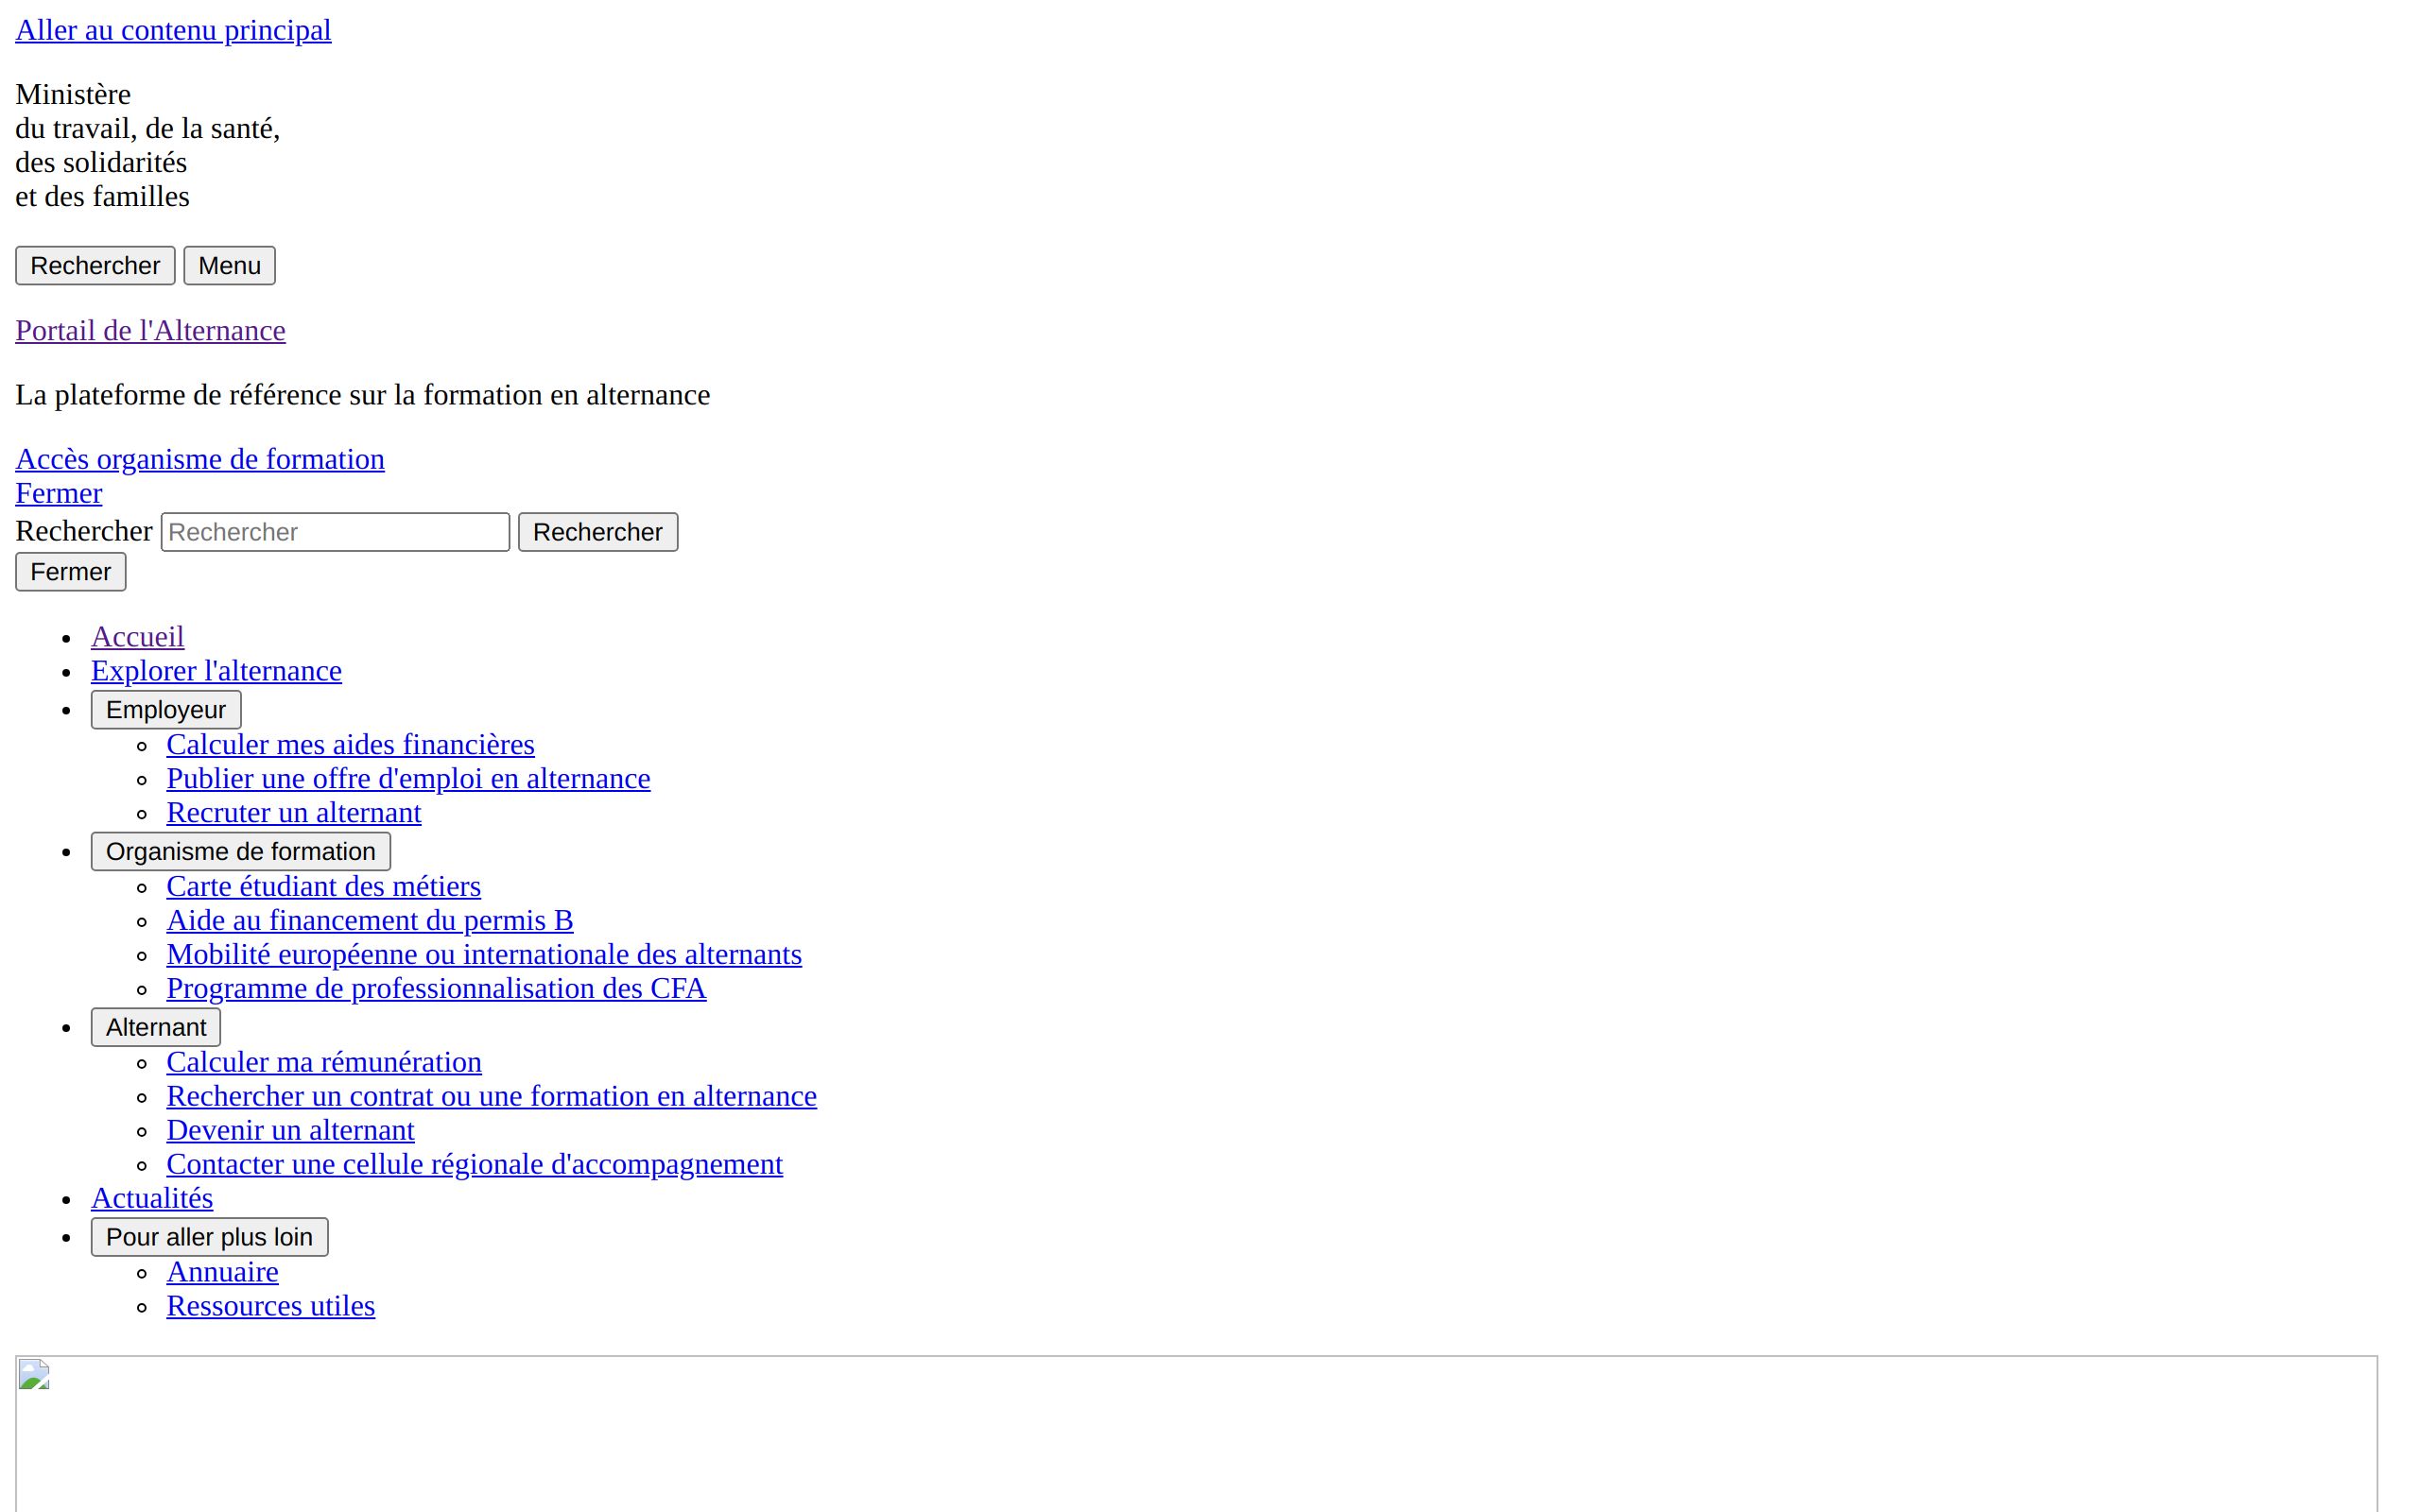 Aller au contenu principal
Ministère
du travail, de la santé,
des solidarités
et des familles
Rechercher Menu
Portail de l'Alternance
La plateforme de référence sur la formation en alternance
Accès organisme de formation
Fermer
Rechercher Rechercher Rechercher
Fermer
Accueil
Explorer l'alternance
Employeur
Calculer mes aides financières
Publier une offre d'emploi en alternance
Recruter un alternant
Organisme de formation
Carte étudiant des métiers
Aide au financement du permis B
Mobilité européenne ou internationale des alternants
Programme de professionnalisation des CFA
Alternant
Calculer ma rémunération
Rechercher un contrat ou une formation en alternance
Devenir un alternant
Contacter une cellule régionale d'accompagnement
Actualités
Pour aller plus loin
Annuaire
Ressources utiles